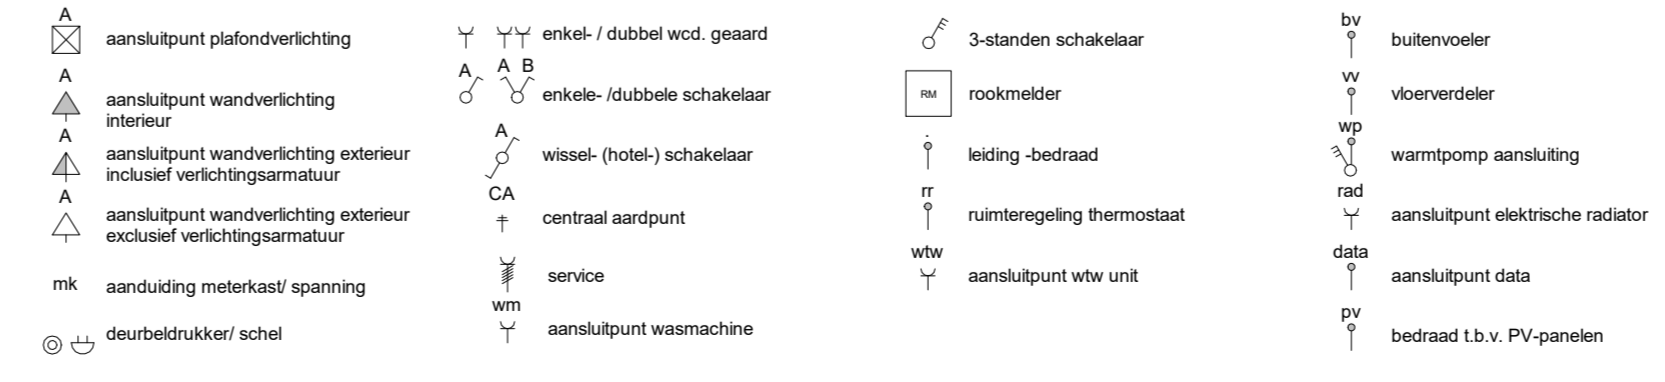 A
aansluitpunt plafondverlichting
A
aansluitpunt wandverlichting
interieur
A
aansluitpunt wandverlichting exterieur
inclusief verlichtingsarmatuur
A
aansluitpunt wandverlichting exterieur
exclusief verlichtingsarmatuur
mk aanduiding meterkast/ spanning
deurbeldrukker/ schel
enkel- / dubbel wcd. geaard
A A B
enkele- /dubbele schakelaar
A
wissel- (hotel-) schakelaar
CA
centraal aardpunt
service
wm
aansluitpunt wasmachine
3-standen schakelaar
RM rookmelder
leiding -bedraad
rr
ruimteregeling thermostaat
wtw
aansluitpunt wtw unit
bv
buitenvoeler
vv
vloerverdeler
wp
warmtpomp aansluiting
rad
aansluitpunt elektrische radiator
data
aansluitpunt data
pv
bedraad t.b.v. PV-panelen